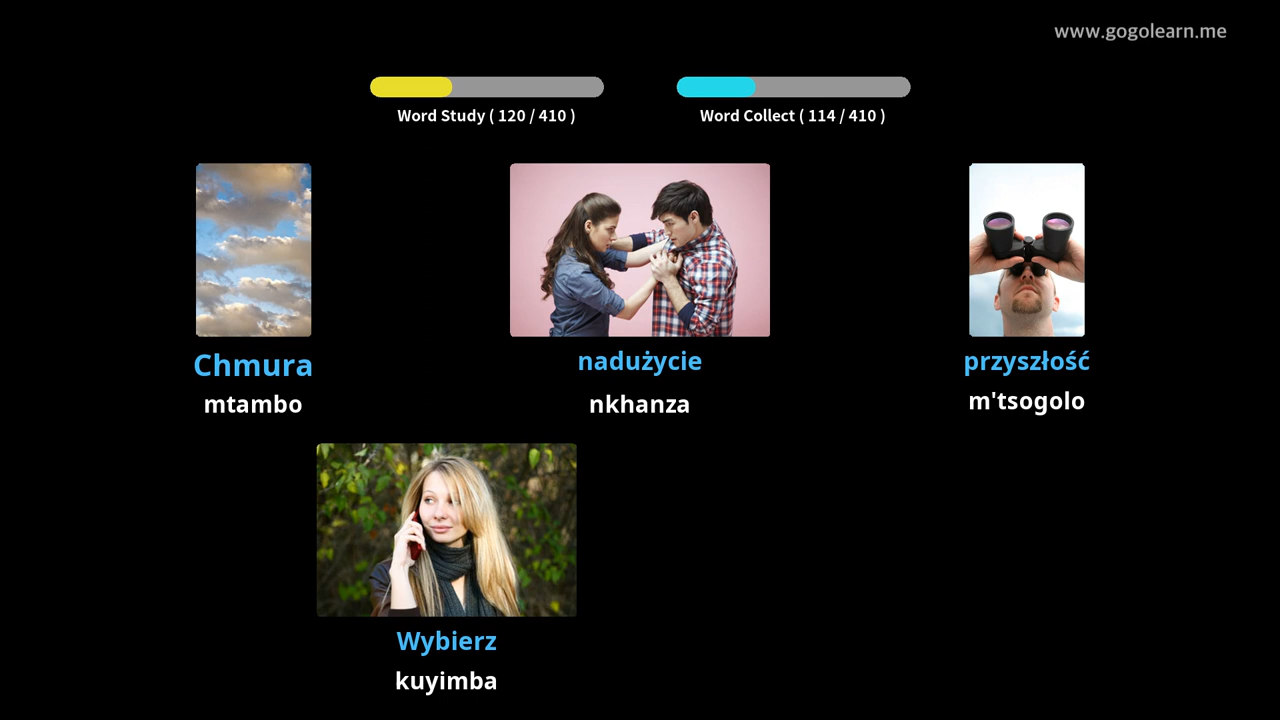 www.gogolearn.me
Word Study ( 120 / 410 )
Word Collect ( 114 / 410 )
Chmura
mtambo
nadużycie
nkhanza
przyszłość
m'tsogolo
Wybierz
kuyimba